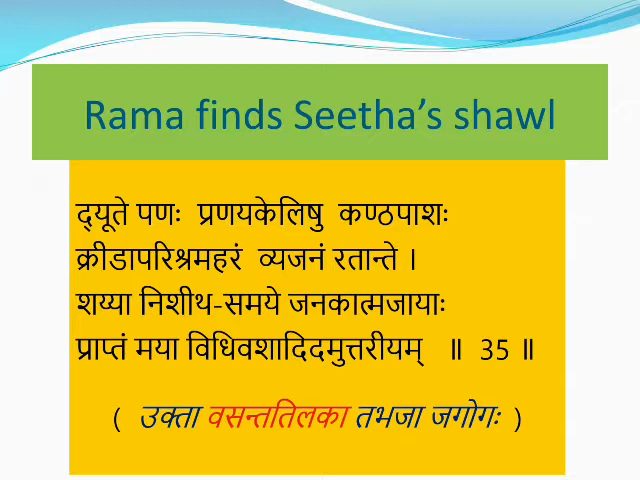 Rama finds Seetha’s shawl
द्यूते पणः प्रणयकेलिषु कण्ठपाशः
क्रीडापरिश्रमहरं व्यजनं रतान्ते ।
शय्या निशीथ-समये जनकात्मजायाः
प्राप्तं मया विधिवशादिदमुत्तरीयम् ॥ 35 ॥
( उक्ता वसन्ततिलका तभजा जगोगः )